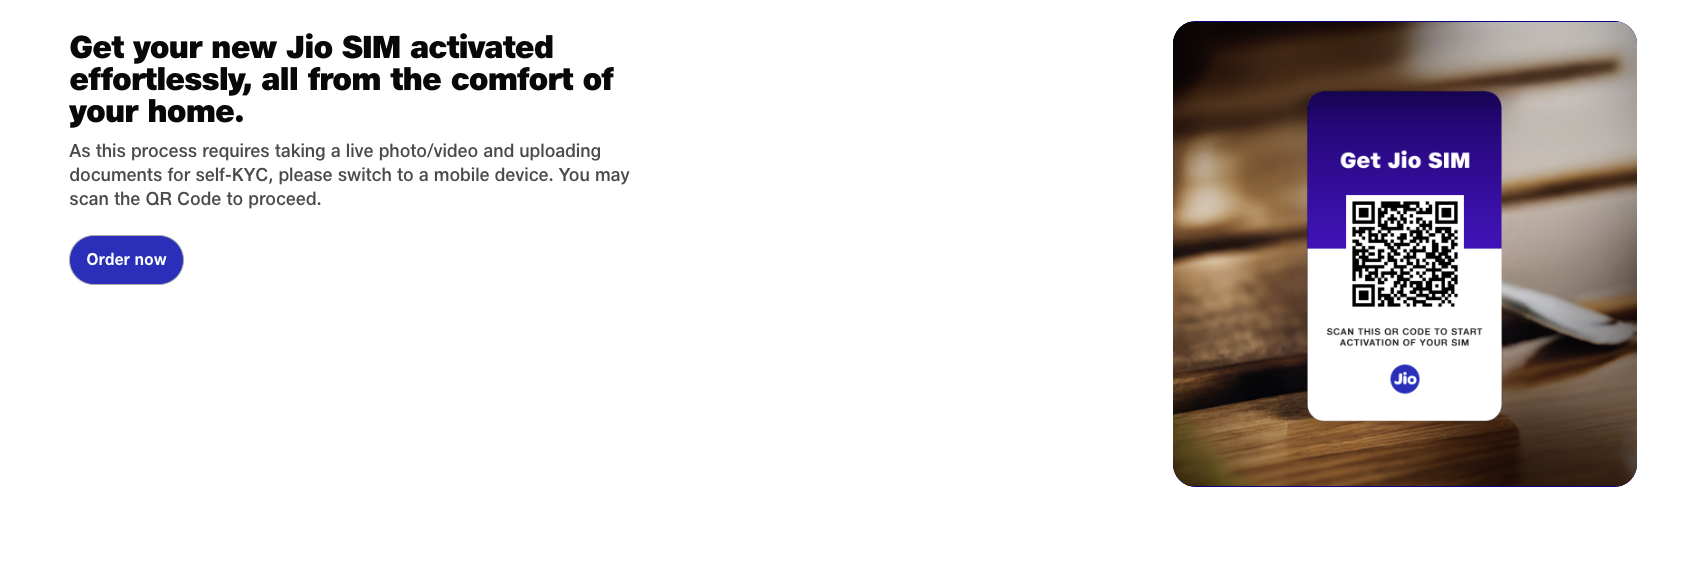 Get your new Jio SIM activated
effortlessly, all from the comfort of
your home.
As this process requires taking a live photo/video and uploading
documents for self-KYC, please switch to a mobile device. You may
scan the QR Code to proceed.
Order now
Get Jio SIM
SCAN THIS QR CODE TO START
ACTIVATION OF YOUR SIM
Jio